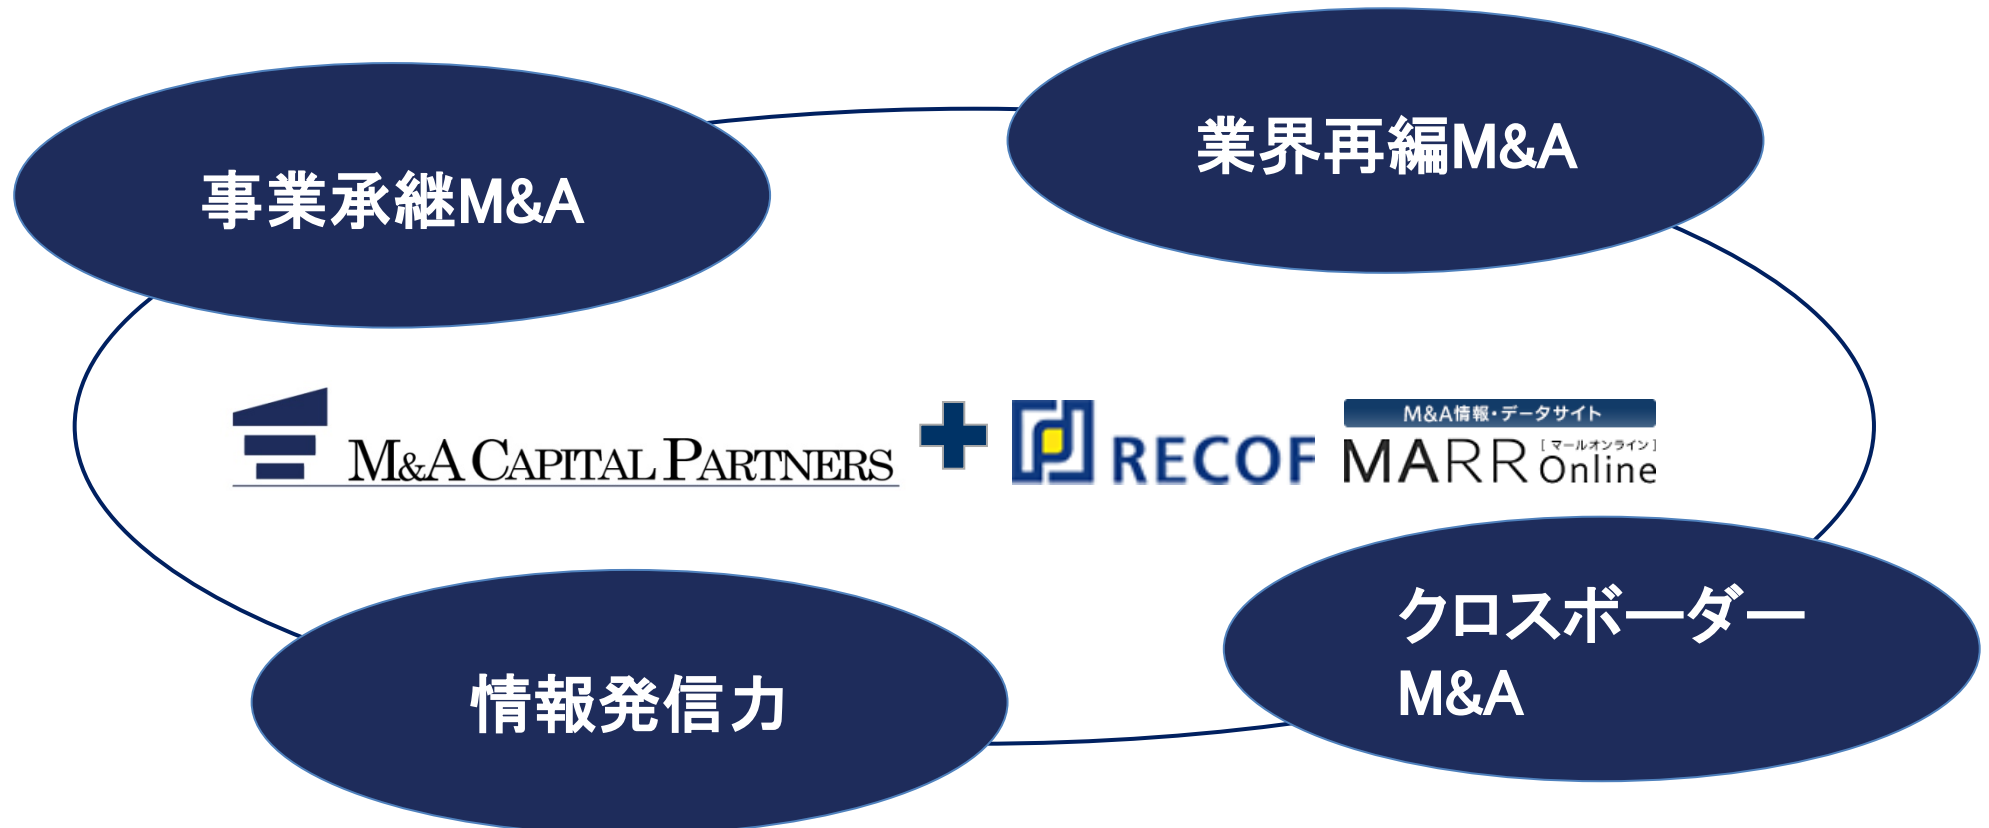 業界再編M&A
事業承継M&A
M&A CAPITAL PARTNERS
RECOF
M&A情報・データサイト
MARR Online
[マールオンライン]
クロスボーダー
M&A
情報発信力